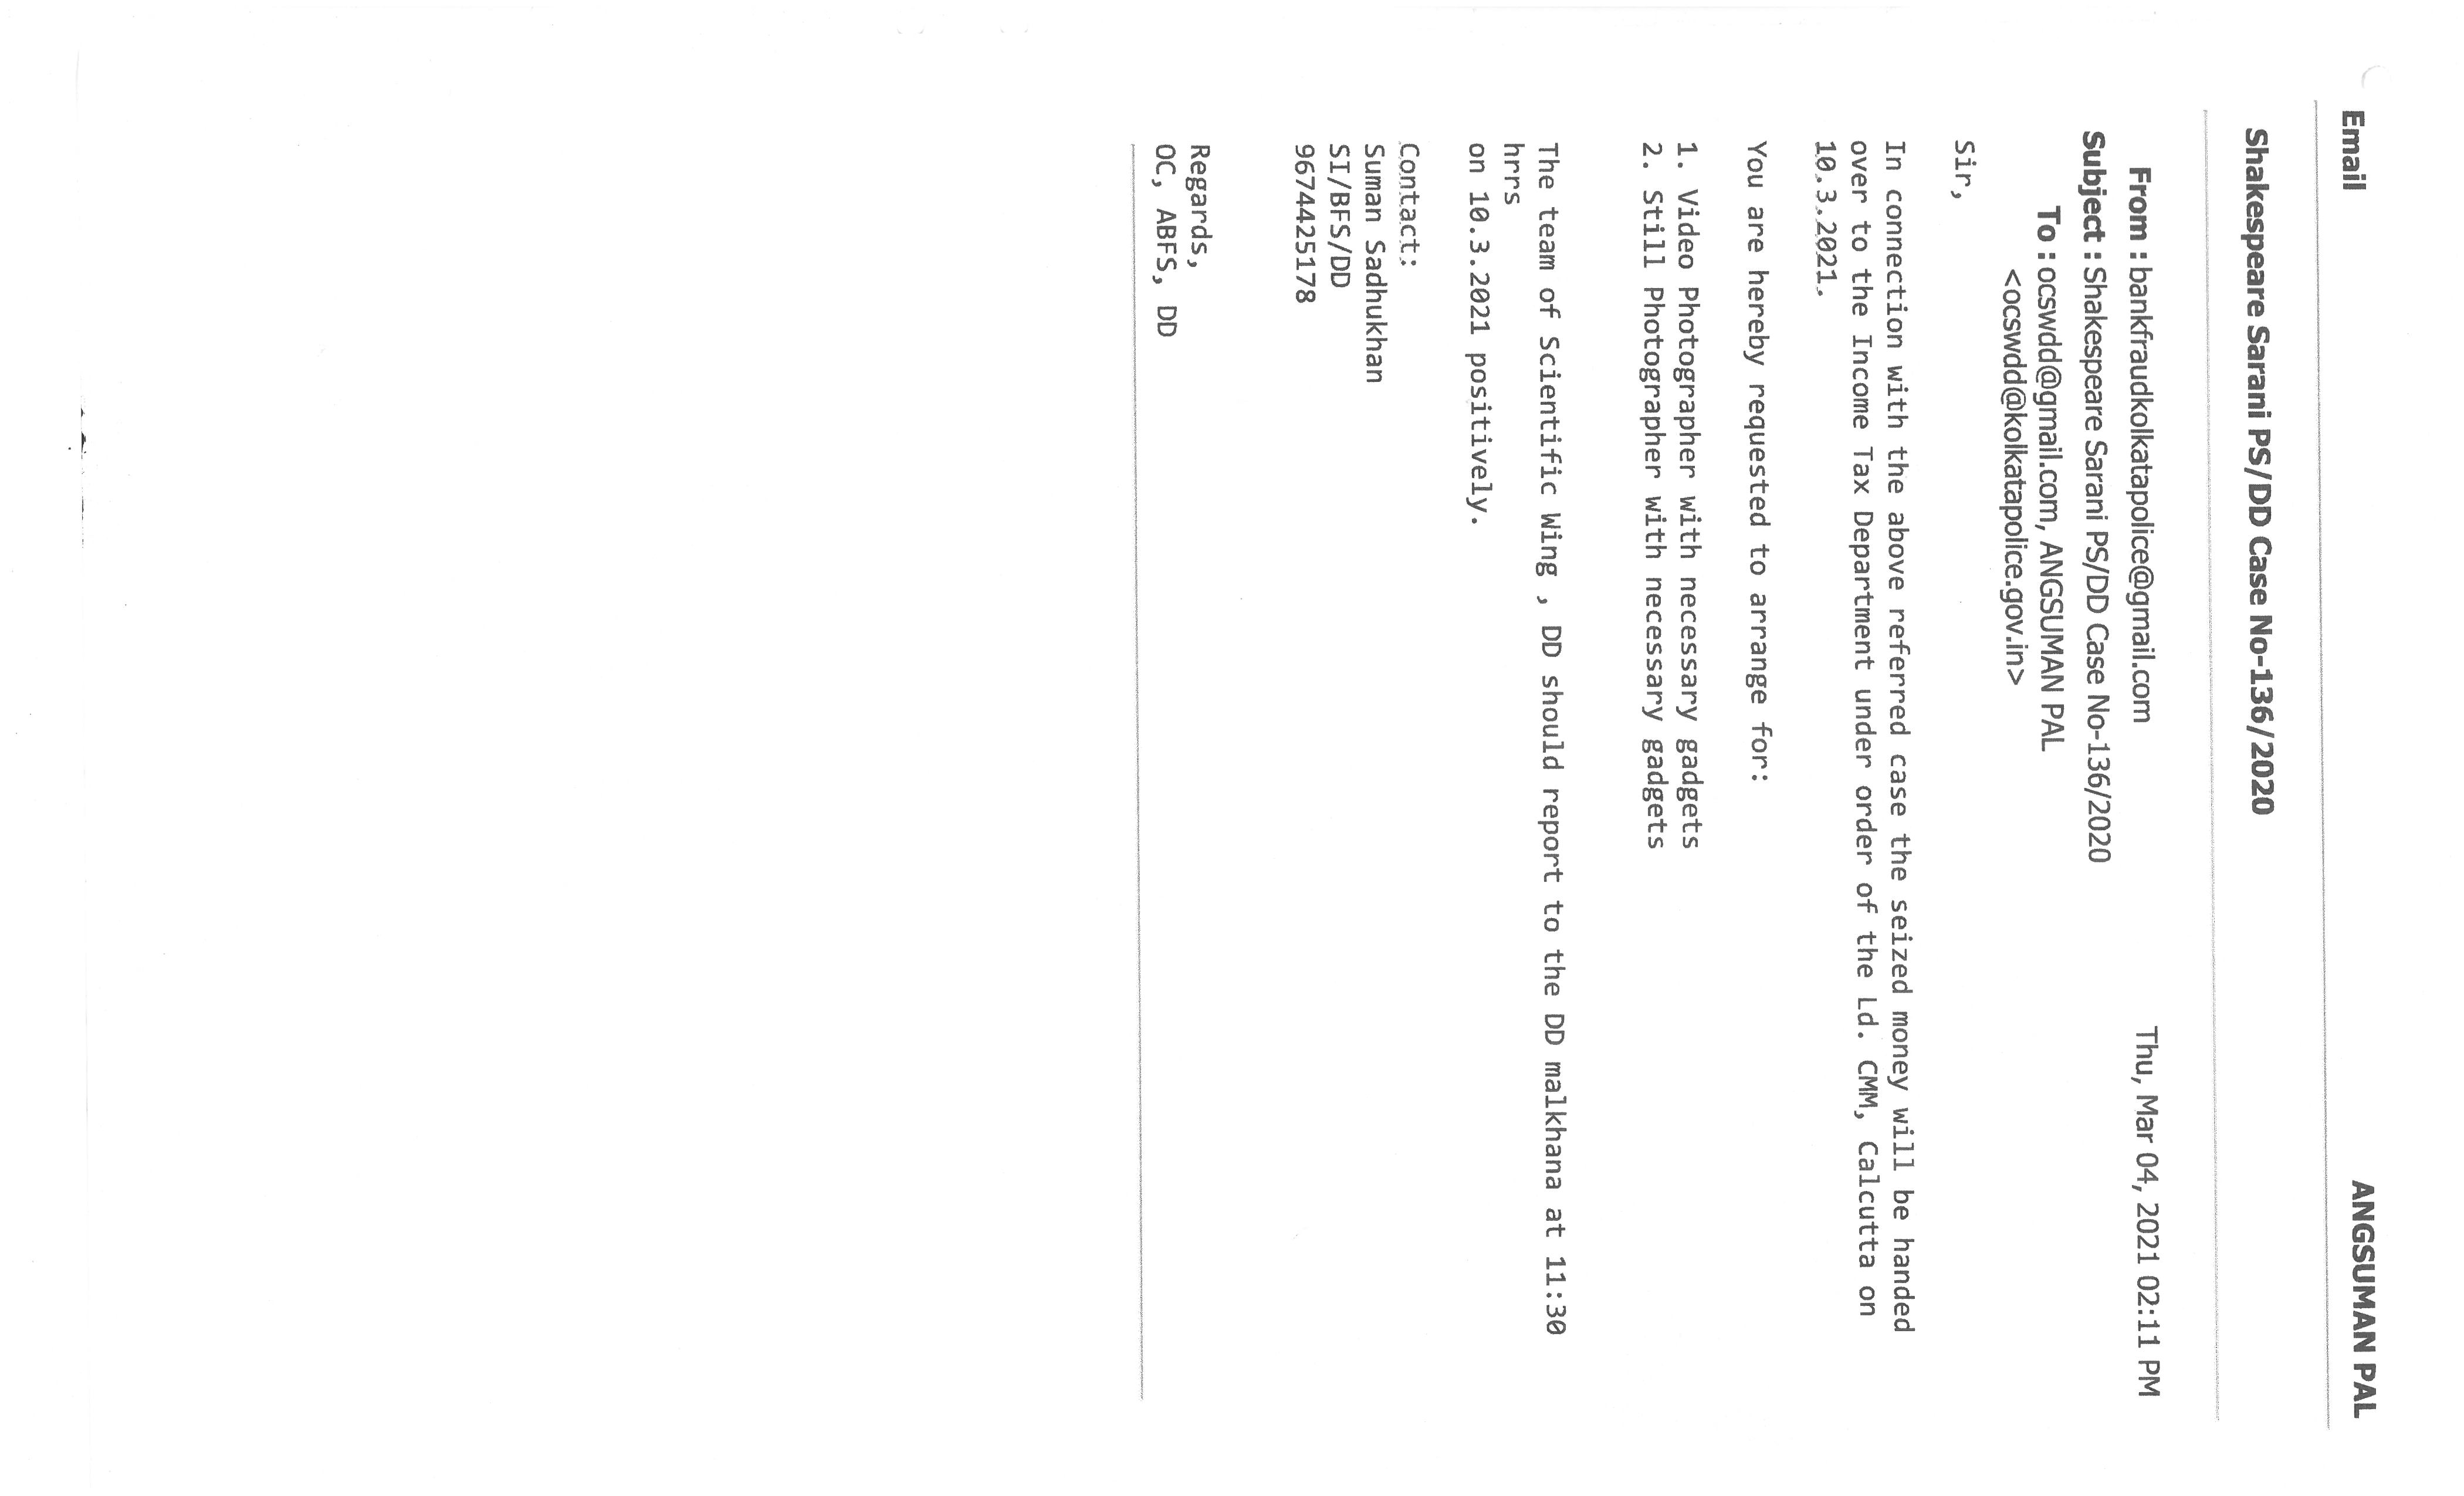 Email
ANGSUMAN PAL
Shakespeare Sarani PS/DD Case No-136/2020
From : bankfraudkolkatapolice@gmail.com
Thu, Mar 04, 2021 02:11 PM
Subject : Shakespeare Sarani PS/DD Case No-136/2020
To : ocswdd@gmail.com, ANGSUMAN PAL
<ocswdd@kolkatapolice.gov.in>
Sir,
In connection with the above referred case the seized money will be handed
over to the Income Tax Department under order of the Ld. CMM, Calcutta on
10.3.2021.
You are hereby requested to arrange for:
1. Video Photographer with necessary gadgets
2. Still Photographer with necessary gadgets
The team of Scientific Wing , DD should report to the DD malkhana at 11:30
hrrs
on 10.3.2021 positively.
Contact:
Suman Sadhukhan
SI/BFS/DD
9674425178
Regards,
OC, ABFS, DD